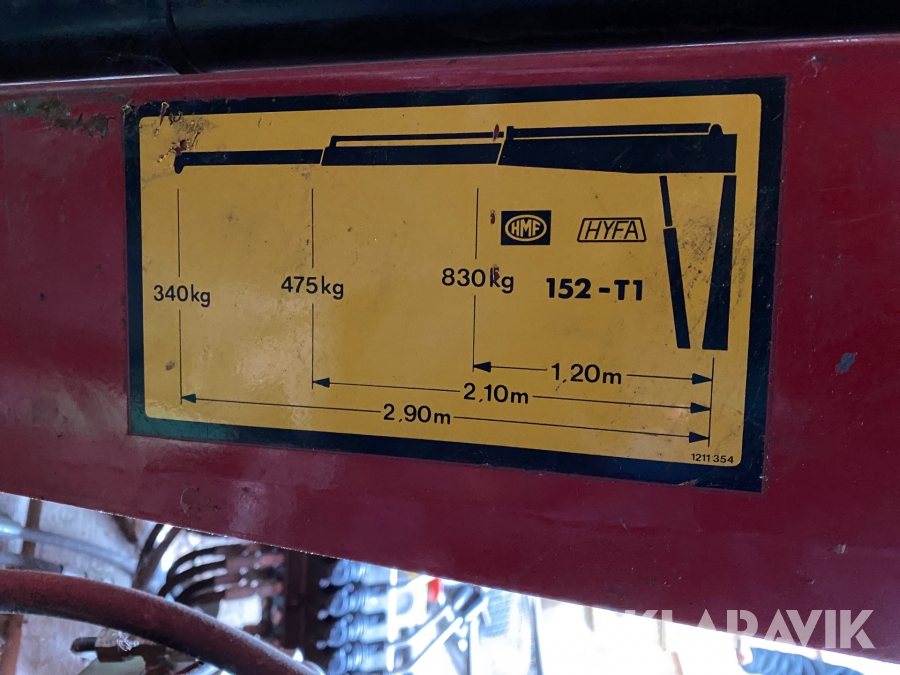 HMF HYFA
340kg 475kg 830kg 152-T1
1,20m
2,10m
2,90m
1211354
KLARAVIK